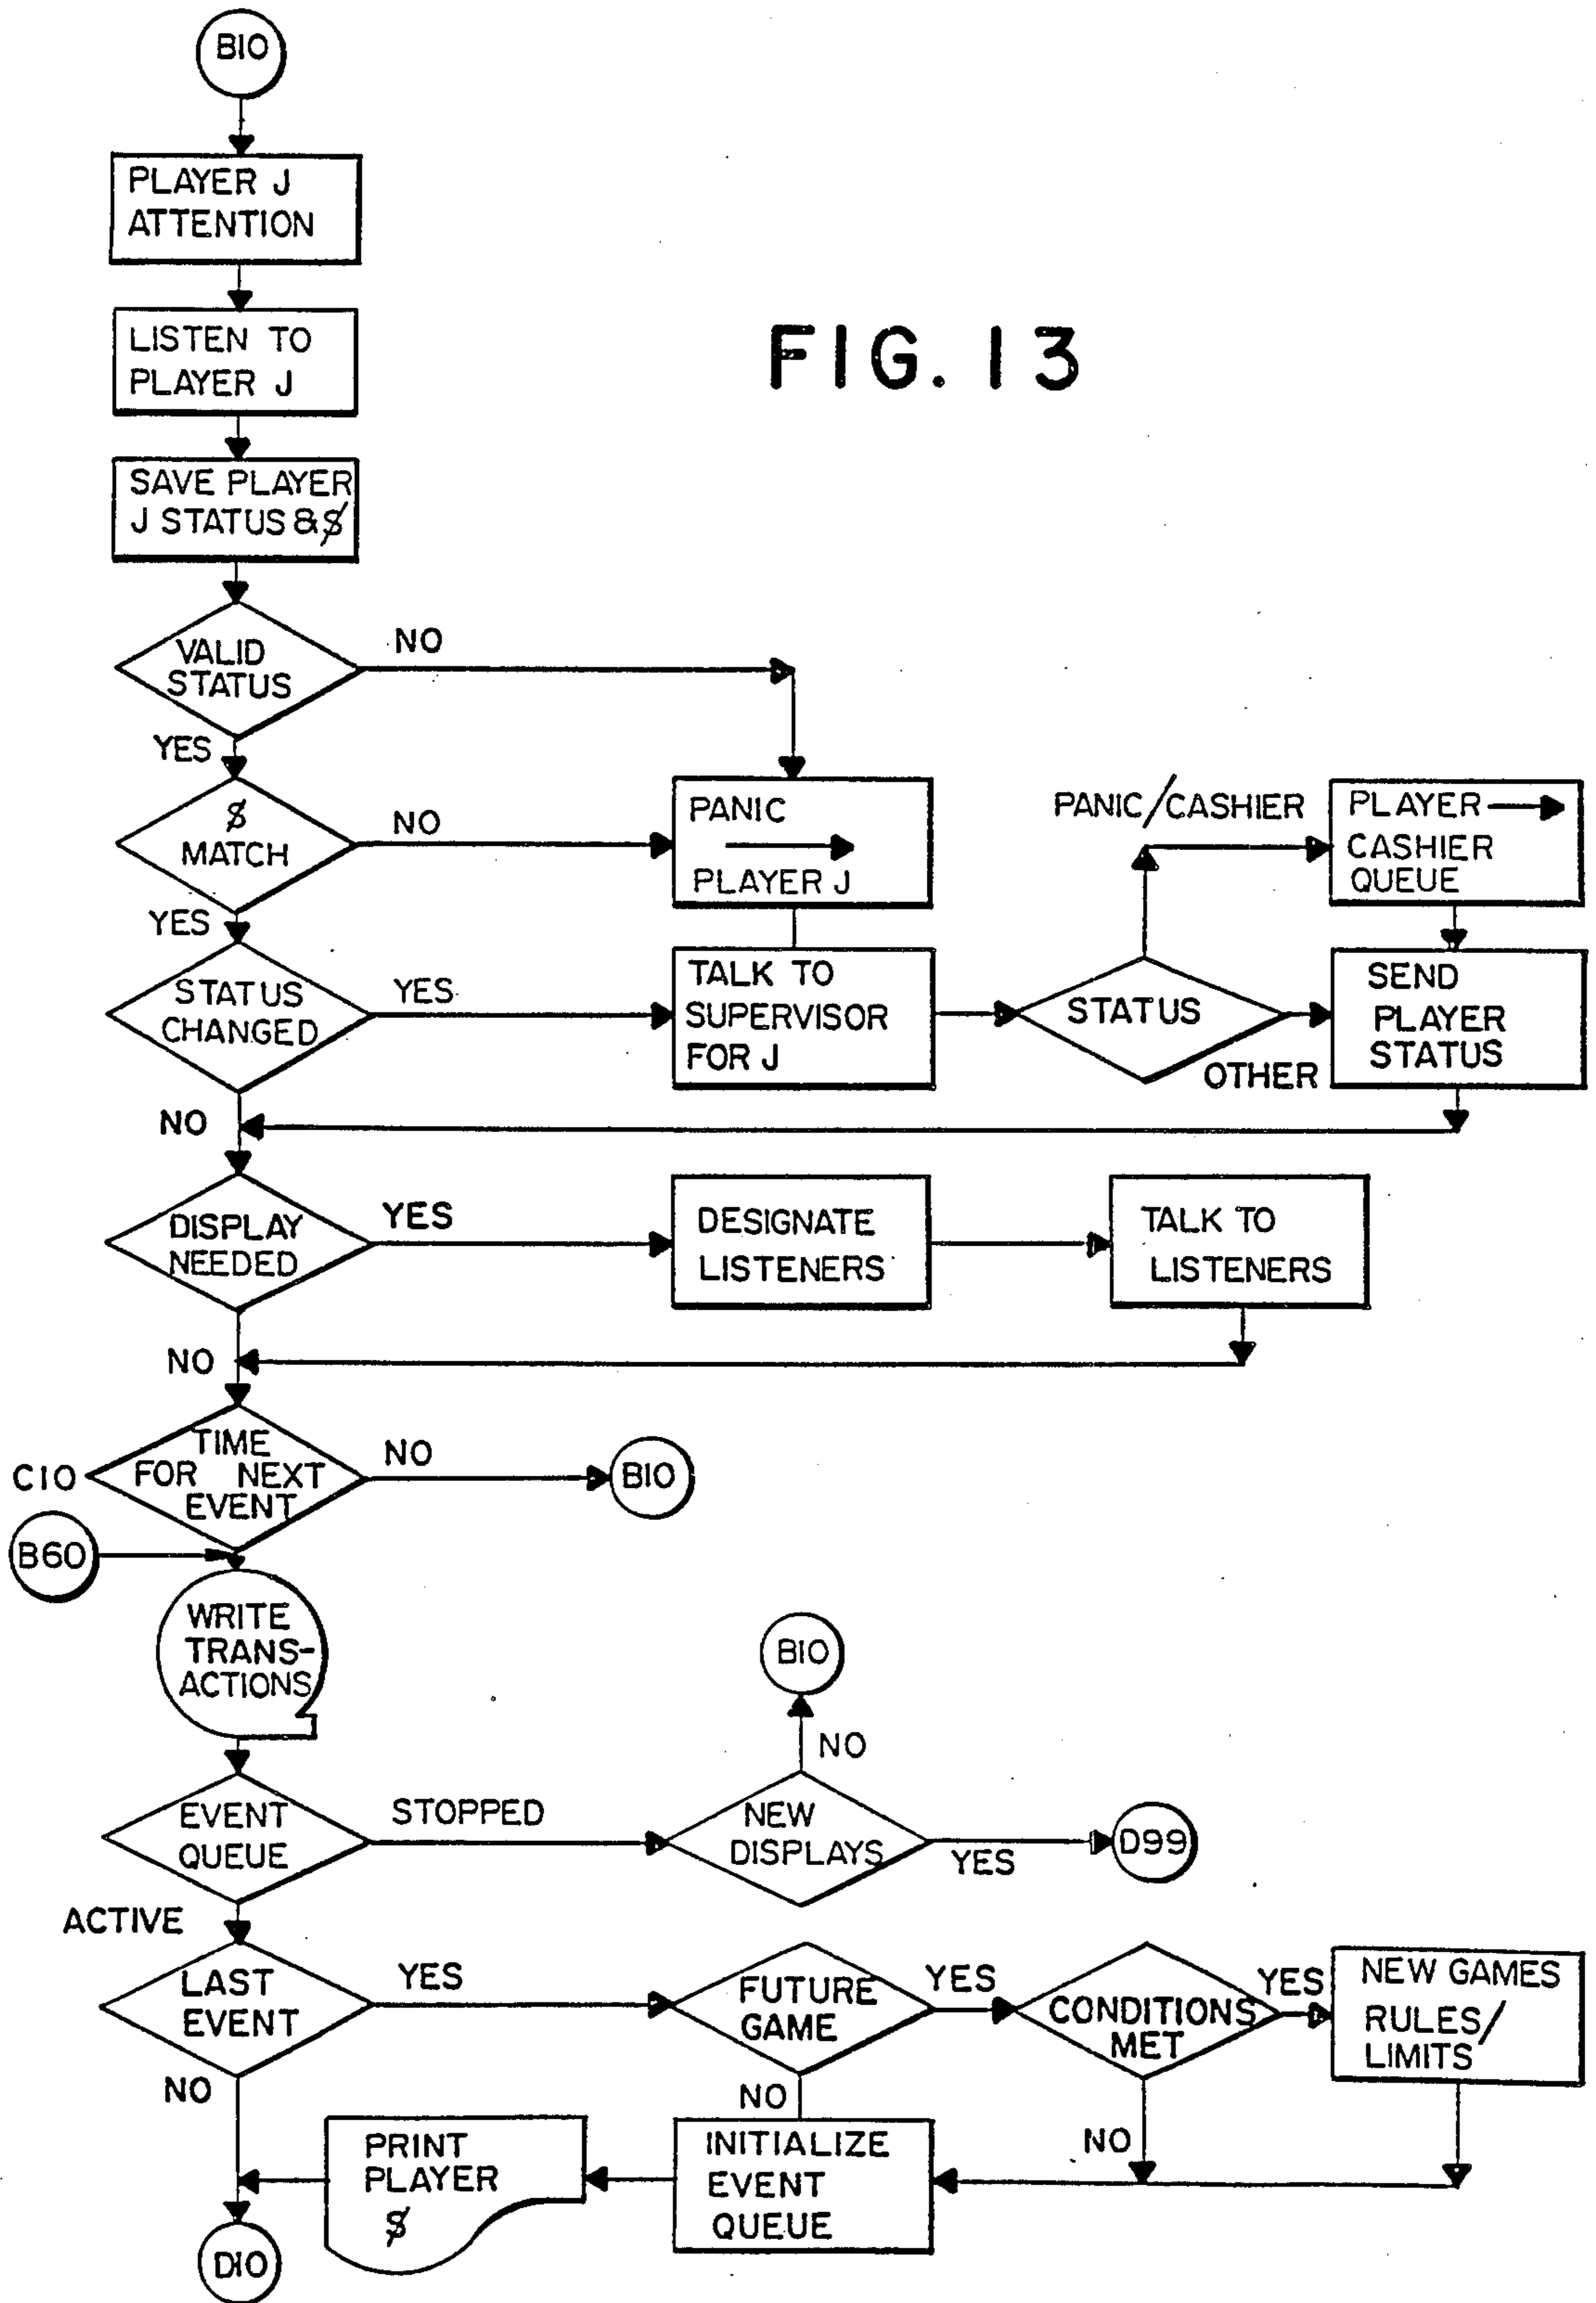 B10
PLAYER J
ATTENTION
LISTEN TO
PLAYER J
FIG. 13
SAVE PLAYER
J STATUS & $
VALID
STATUS
NO
YES
$
MATCH
NO
PANIC
PLAYER J
PANIC/CASHIER
PLAYER
CASHIER
QUEUE
YES
STATUS
CHANGED
YES
TALK TO
SUPERVISOR
FOR J
STATUS
OTHER
SEND
PLAYER
STATUS
NO
DISPLAY
NEEDED
YES
DESIGNATE
LISTENERS
TALK TO
LISTENERS
NO
C10
TIME
FOR NEXT
EVENT
NO
B10
B60
WRITE
TRANS-
ACTIONS
B10
NO
EVENT
QUEUE
STOPPED
NEW
DISPLAYS
YES
D99
ACTIVE
LAST
EVENT
YES
FUTURE
GAME
YES
CONDITIONS
MET
YES
NEW GAMES
RULES/
LIMITS
NO
NO
NO
PRINT
PLAYER
$
INITIALIZE
EVENT
QUEUE
D10